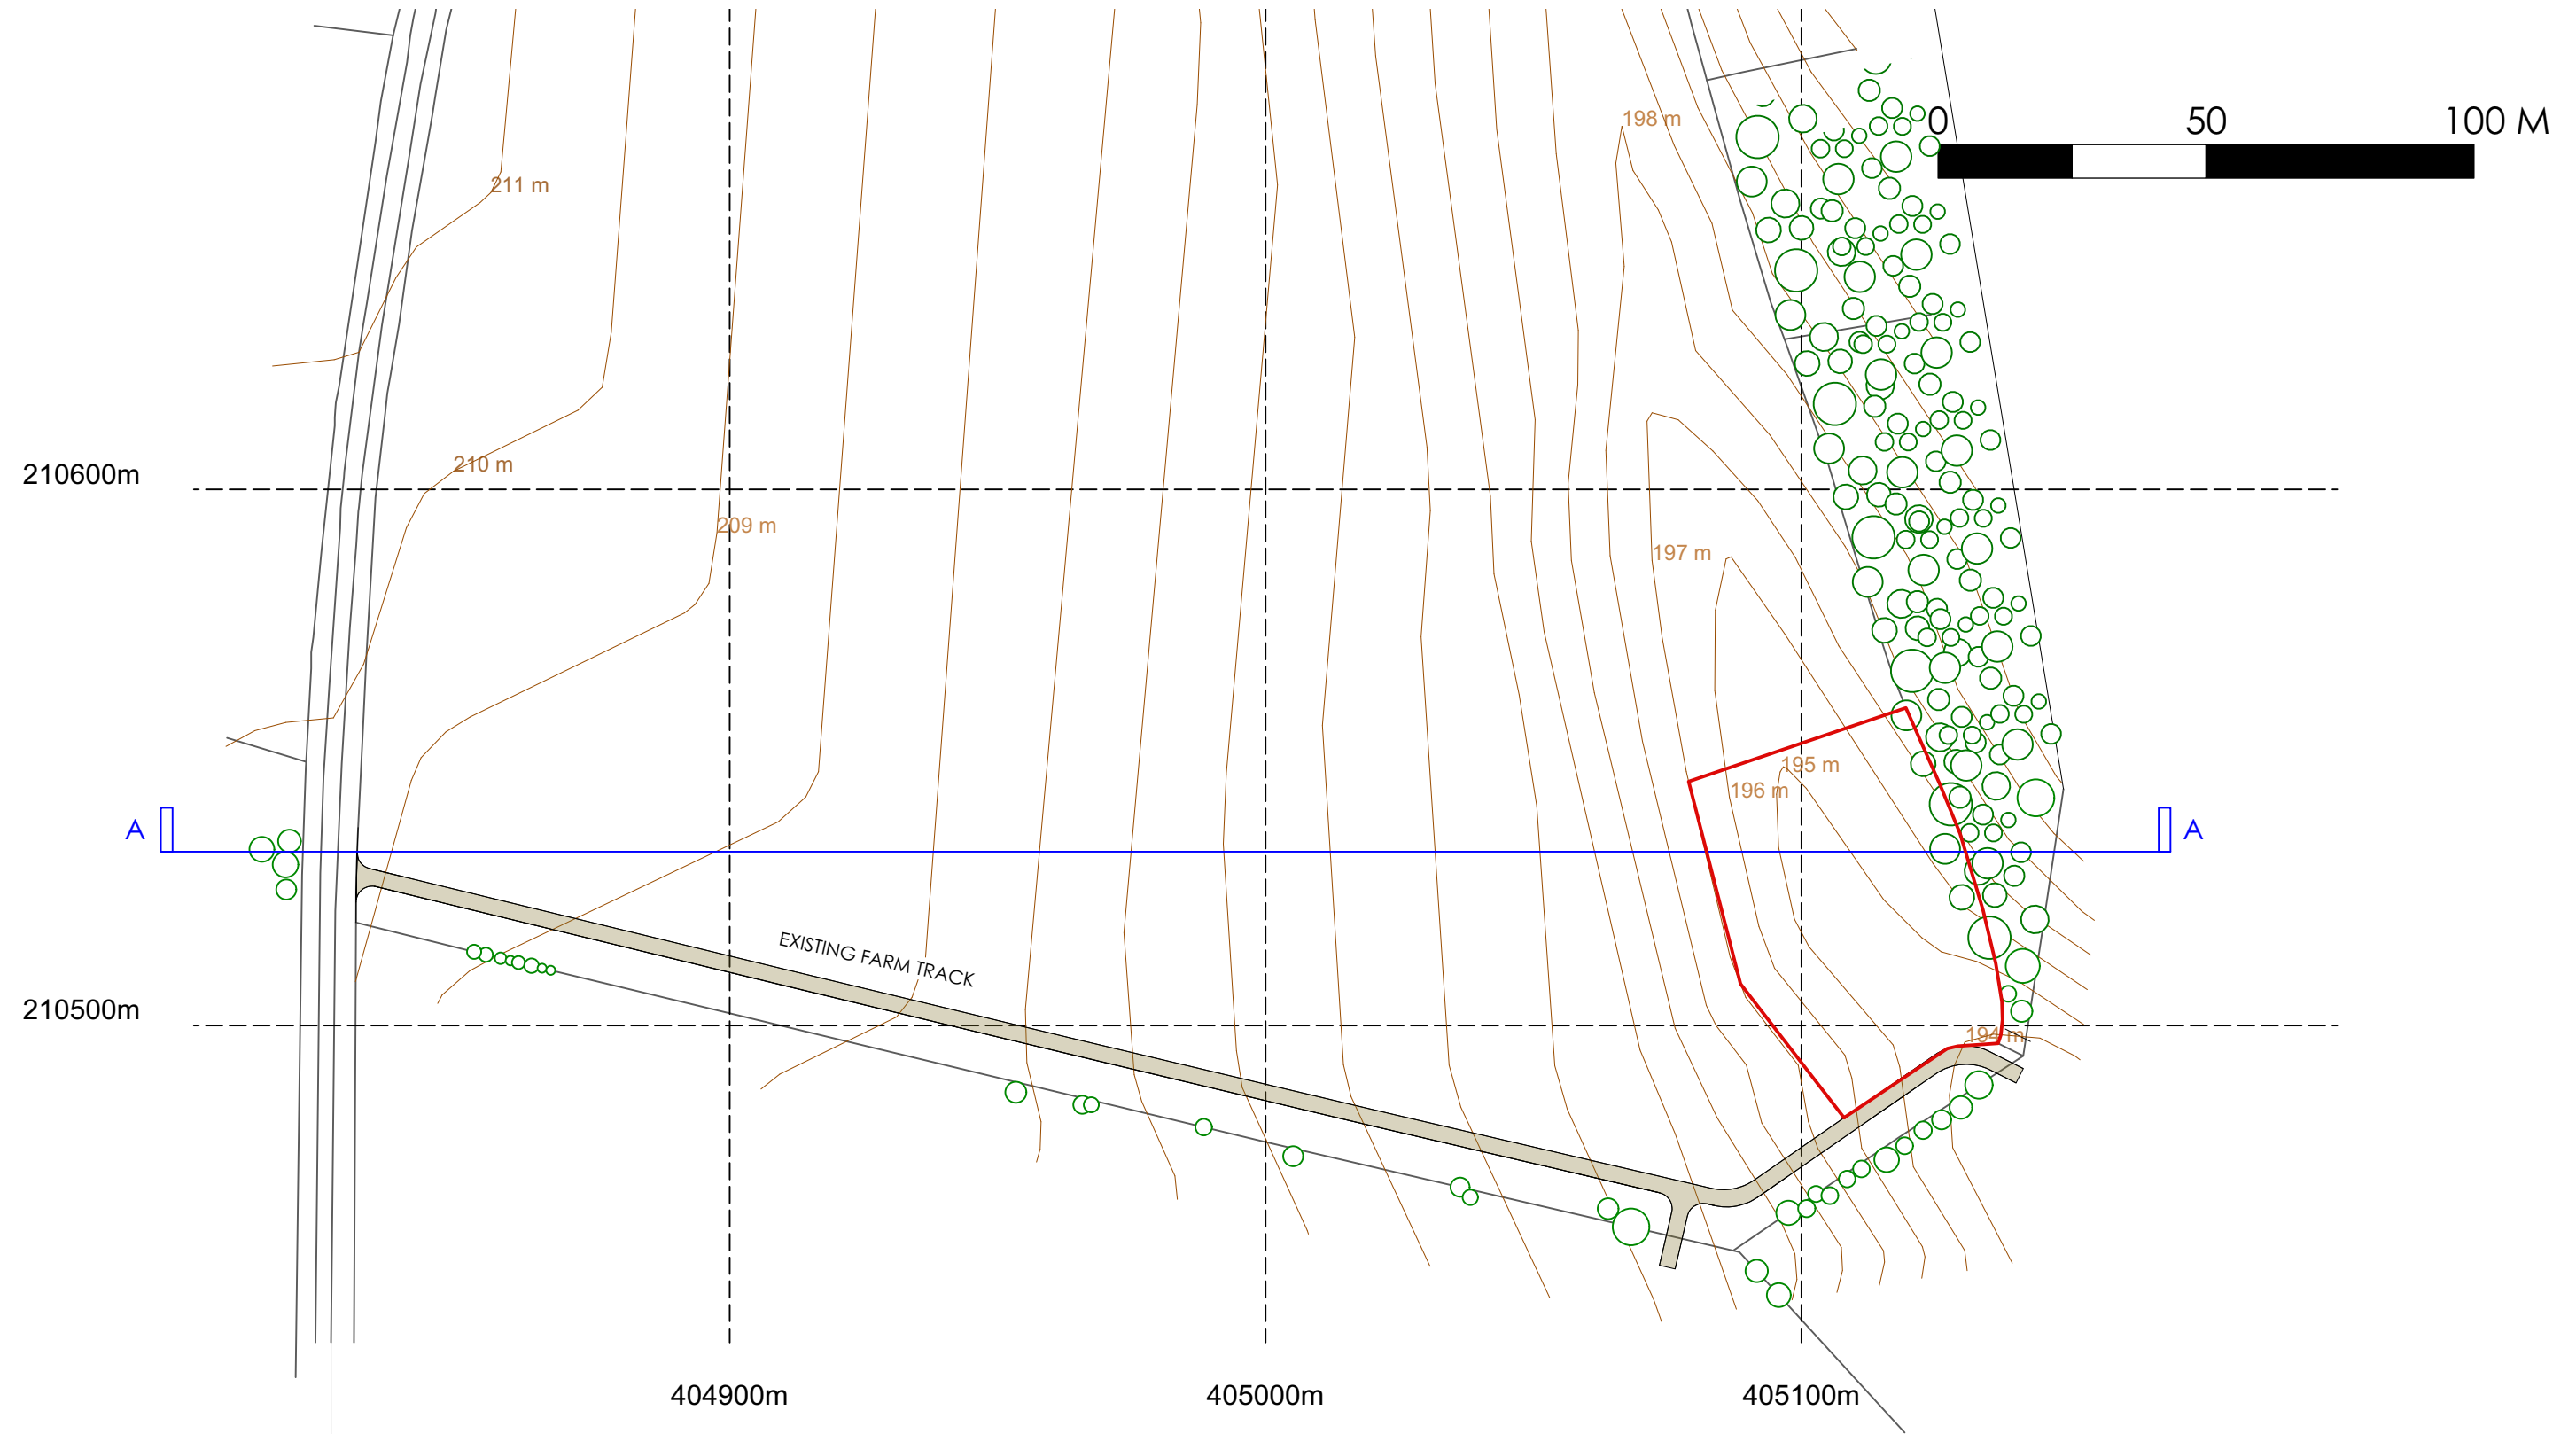 198 m
0 50 100 M
211 m
210 m
210600m
209 m
197 m
195 m
196 m
A A
EXISTING FARM TRACK
210500m
194 m
404900m 405000m 405100m